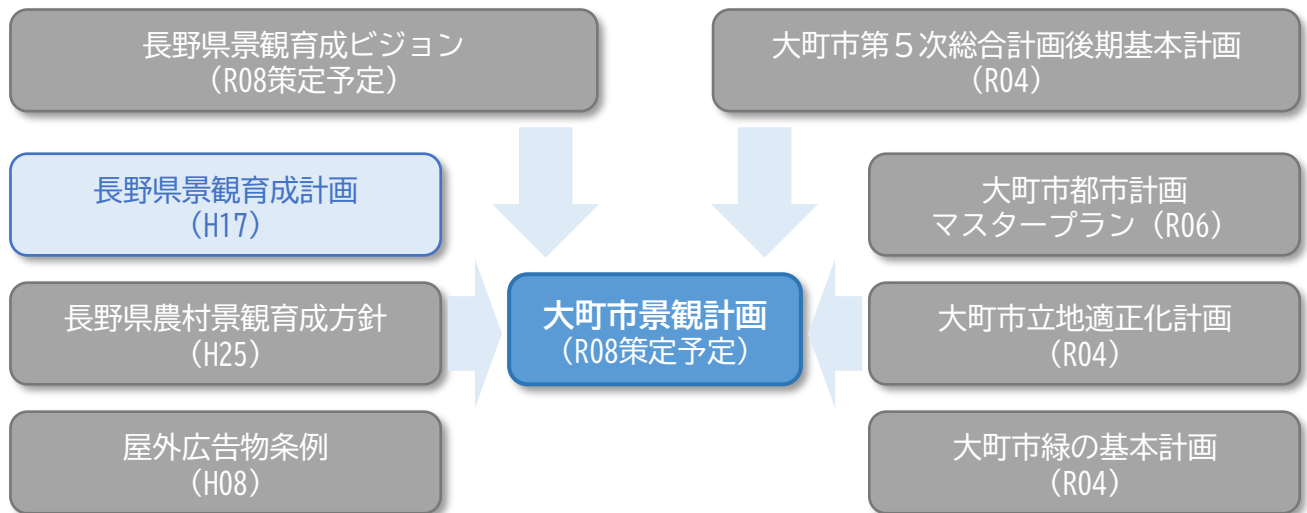 長野県景観育成ビジョン
（R08策定予定）
大町市第５次総合計画後期基本計画
（R04）
長野県景観育成計画
（H17）
大町市都市計画
マスタープラン（R06）
長野県農村景観育成方針
（H25）
大町市景観計画
（R08策定予定）
大町市立地適正化計画
（R04）
屋外広告物条例
（H08）
大町市緑の基本計画
（R04）